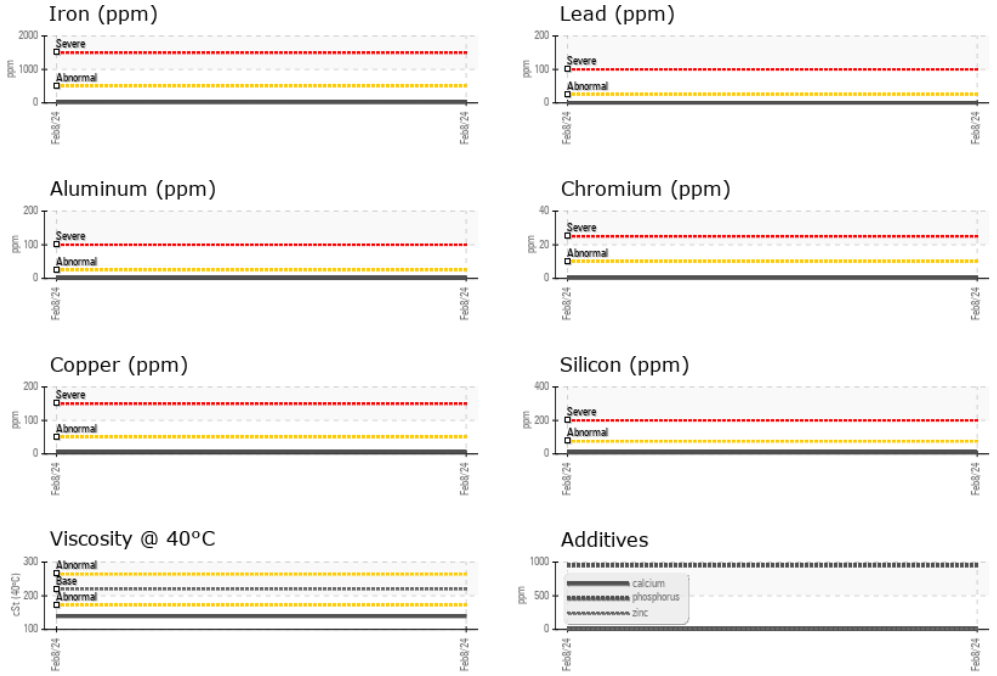 Iron (ppm)
2000
1000
0
ppm
Severe
Abnormal
Feb8/24
Feb8/24
Lead (ppm)
200
100
0
ppm
Severe
Abnormal
Feb8/24
Feb8/24
Aluminum (ppm)
200
100
0
ppm
Severe
Abnormal
Feb8/24
Feb8/24
Chromium (ppm)
40
20
0
ppm
Severe
Abnormal
Feb8/24
Feb8/24
Copper (ppm)
200
100
0
ppm
Severe
Abnormal
Feb8/24
Feb8/24
Silicon (ppm)
400
200
0
ppm
Severe
Abnormal
Feb8/24
Feb8/24
Viscosity @ 40°C
300
200
100
cSt (40°C)
Abnormal
Base
Abnormal
Feb8/24
Feb8/24
Additives
1000
500
0
ppm
calcium
phosphorus
zinc
Feb8/24
Feb8/24